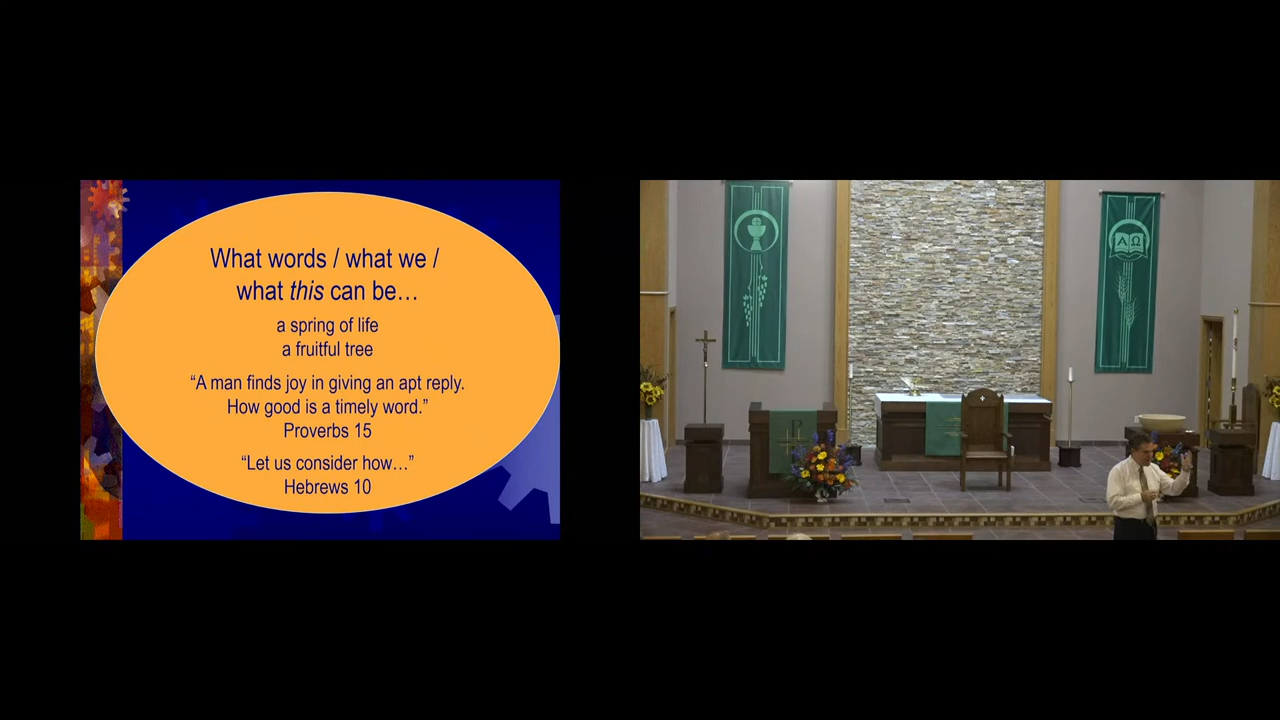 What words / what we /
what this can be…
a spring of life
a fruitful tree
“A man finds joy in giving an apt reply.
How good is a timely word.”
Proverbs 15
“Let us consider how…”
Hebrews 10
Α Ω